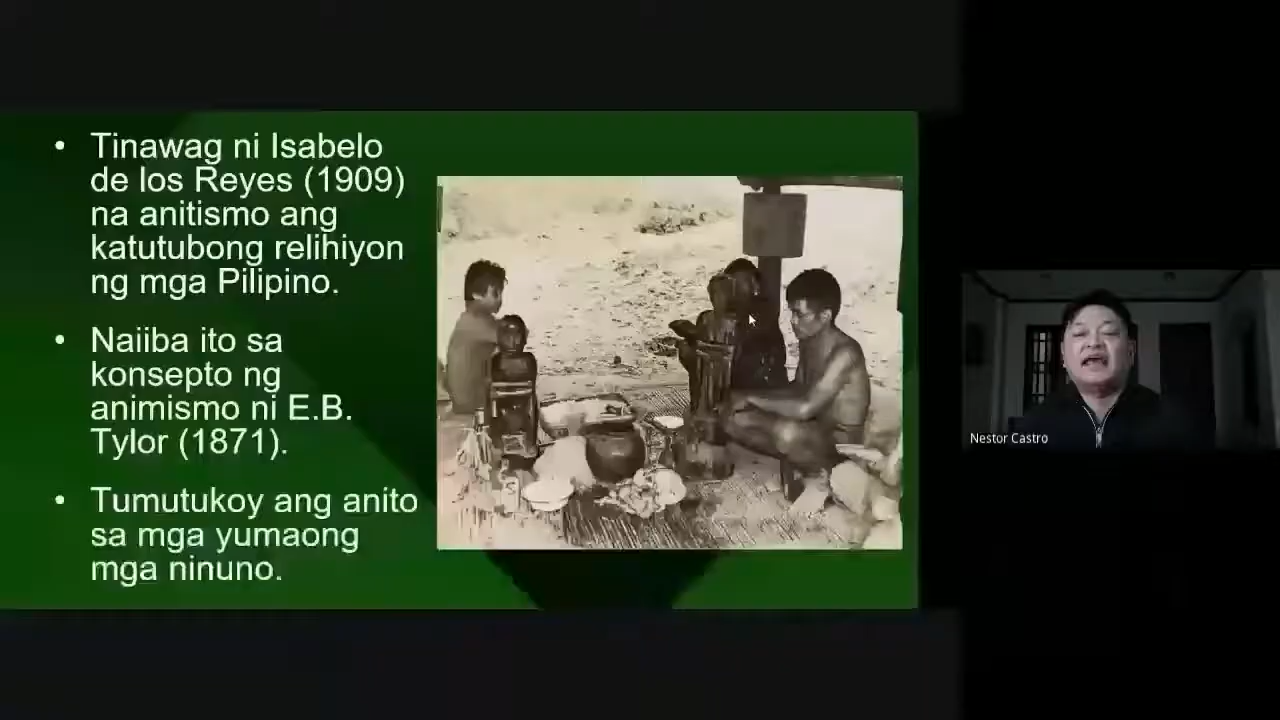 • Tinawag ni Isabelo
de los Reyes (1909)
na anitismo ang
katutubong relihiyon
ng mga Pilipino.
• Naiiba ito sa
konsepto ng
animismo ni E.B.
Tylor (1871).
• Tumutukoy ang anito
sa mga yumaong
mga ninuno.
Nestor Castro